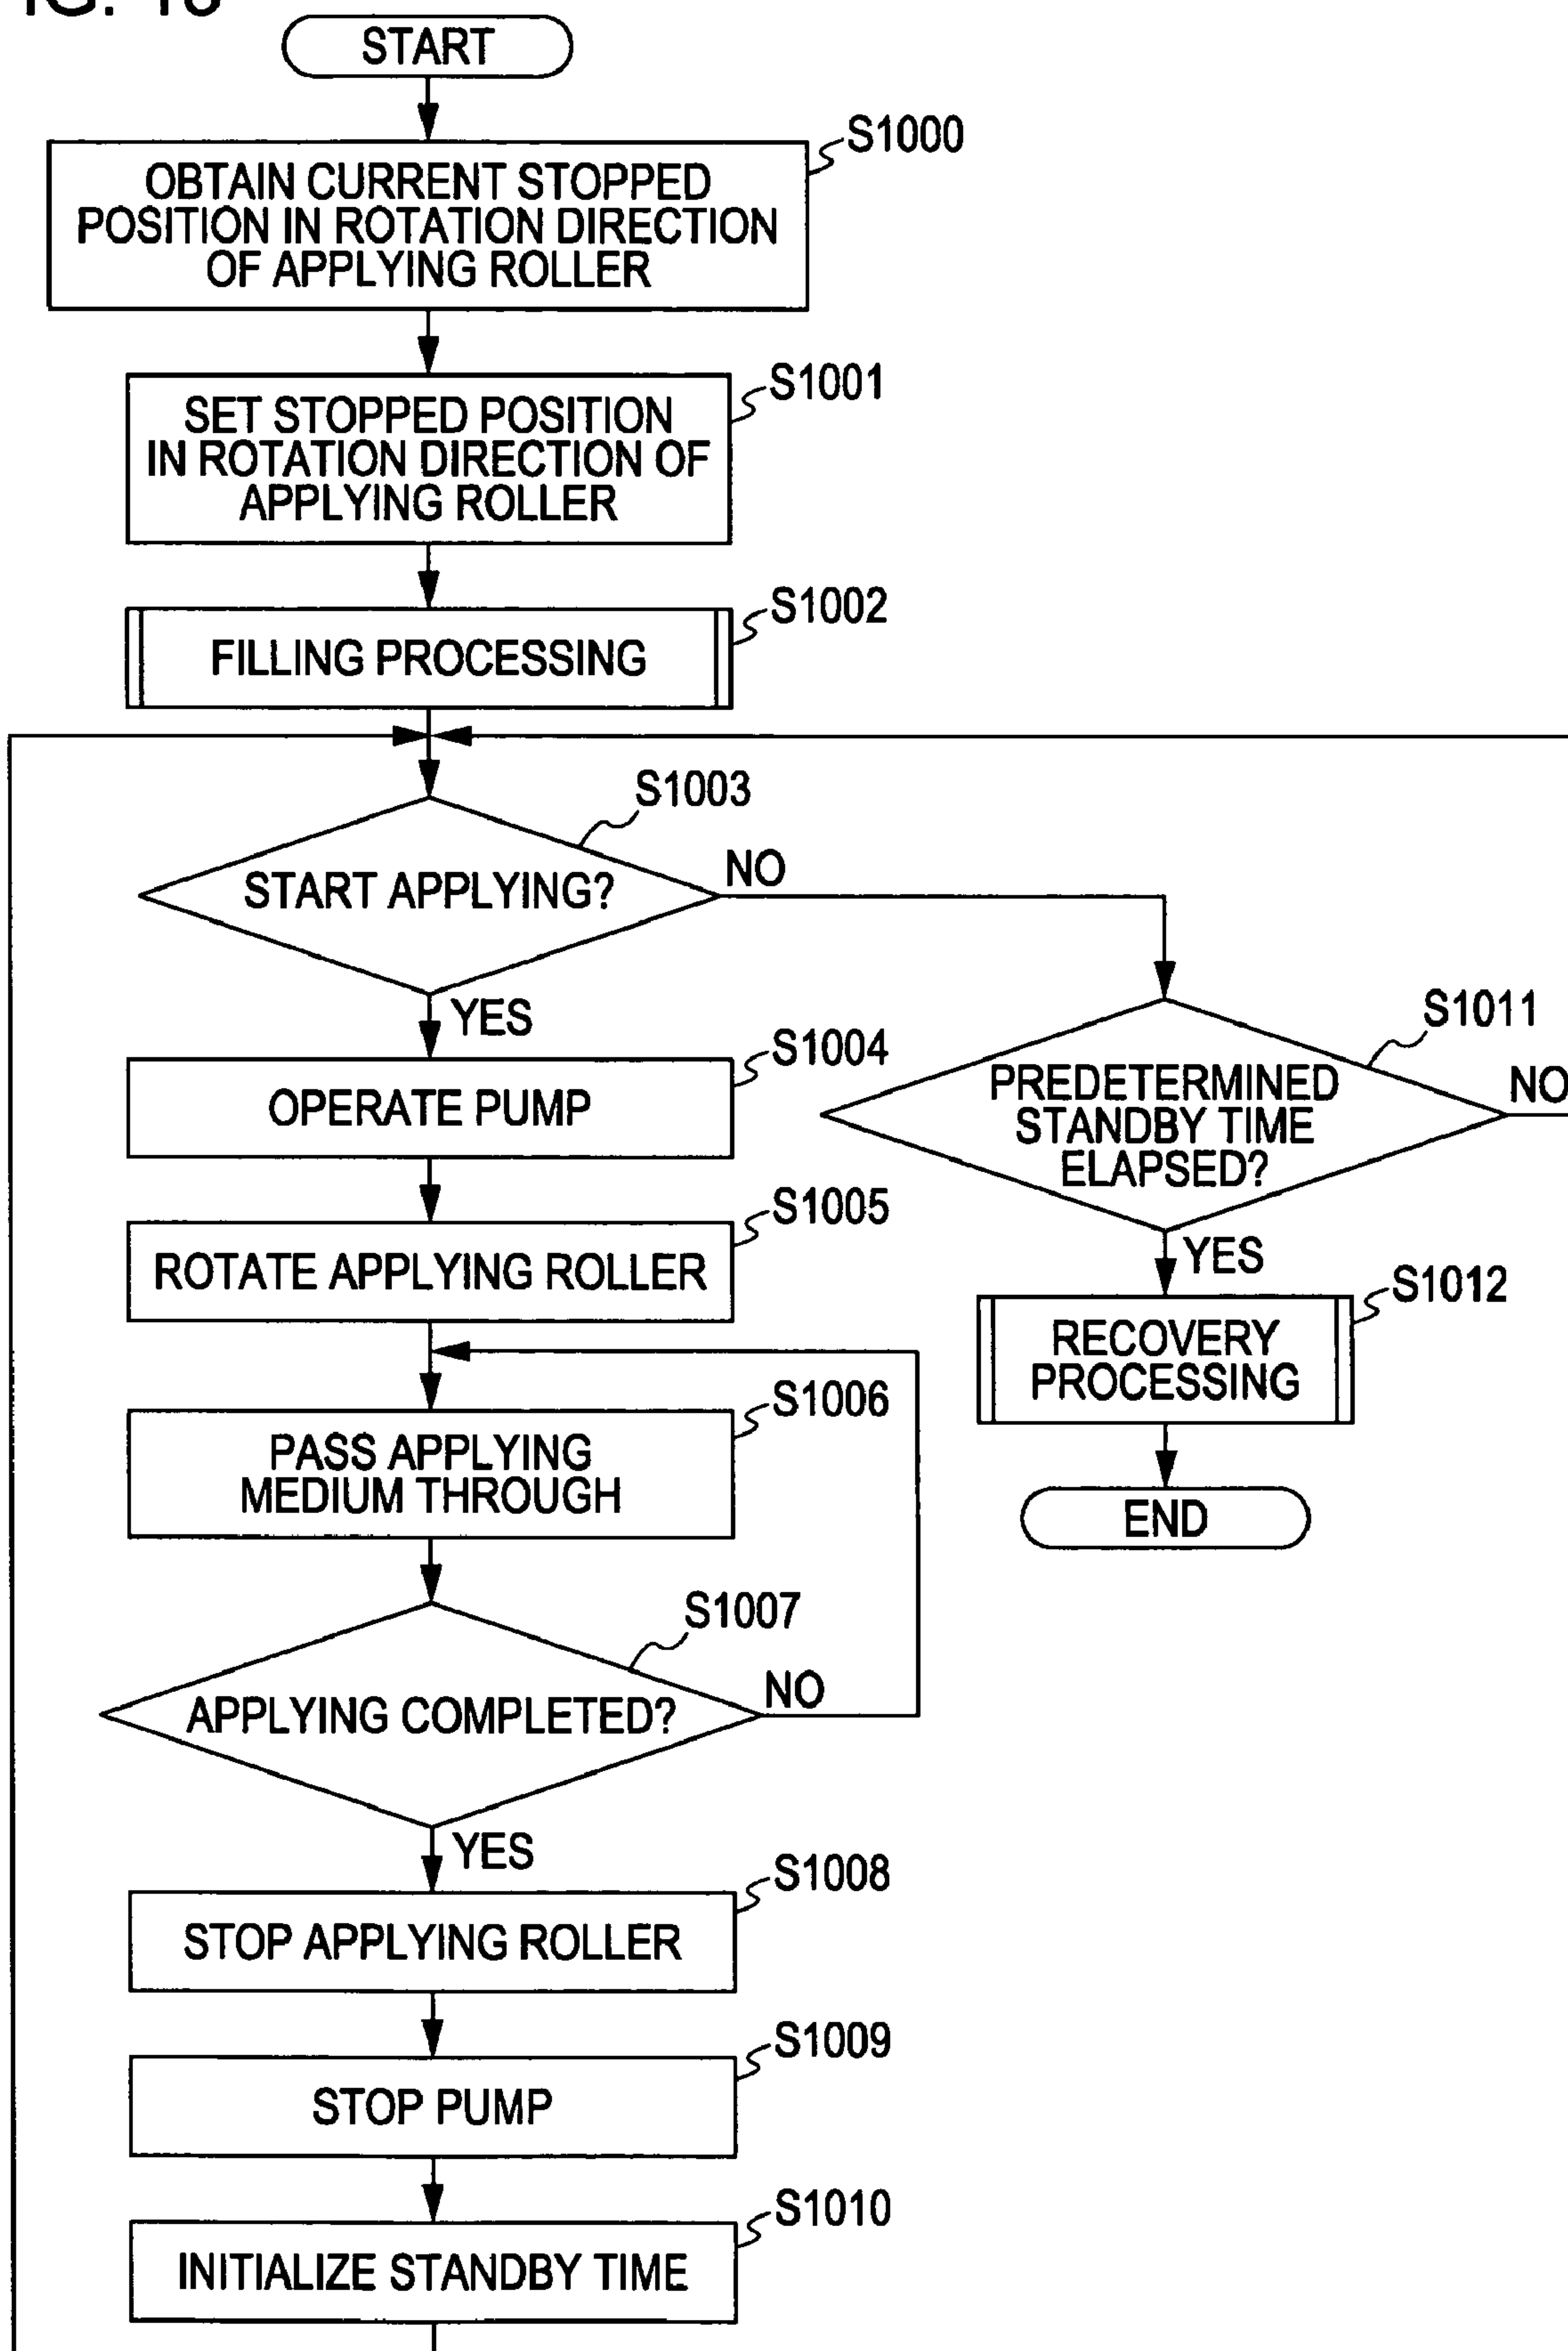 START
S1000
OBTAIN CURRENT STOPPED
POSITION IN ROTATION DIRECTION
OF APPLYING ROLLER
S1001
SET STOPPED POSITION
IN ROTATION DIRECTION OF
APPLYING ROLLER
S1002
FILLING PROCESSING
S1003
START APPLYING?
NO
YES
S1004
OPERATE PUMP
S1005
ROTATE APPLYING ROLLER
S1006
PASS APPLYING
MEDIUM THROUGH
S1007
APPLYING COMPLETED?
NO
YES
S1008
STOP APPLYING ROLLER
S1009
STOP PUMP
S1010
INITIALIZE STANDBY TIME
S1011
PREDETERMINED
STANDBY TIME
ELAPSED?
NO
YES
S1012
RECOVERY
PROCESSING
END